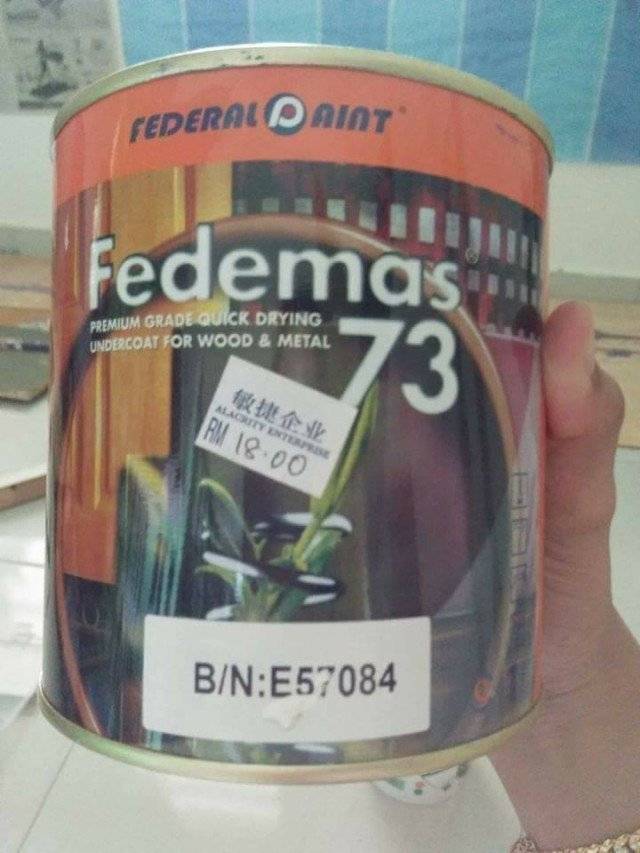 FEDERAL PAINT
Fedemas®
73
PREMIUM GRADE QUICK DRYING
UNDERCOAT FOR WOOD & METAL
敏捷企业
ALACRITY ENTERPRISE
RM 18.00
B/N:E57084